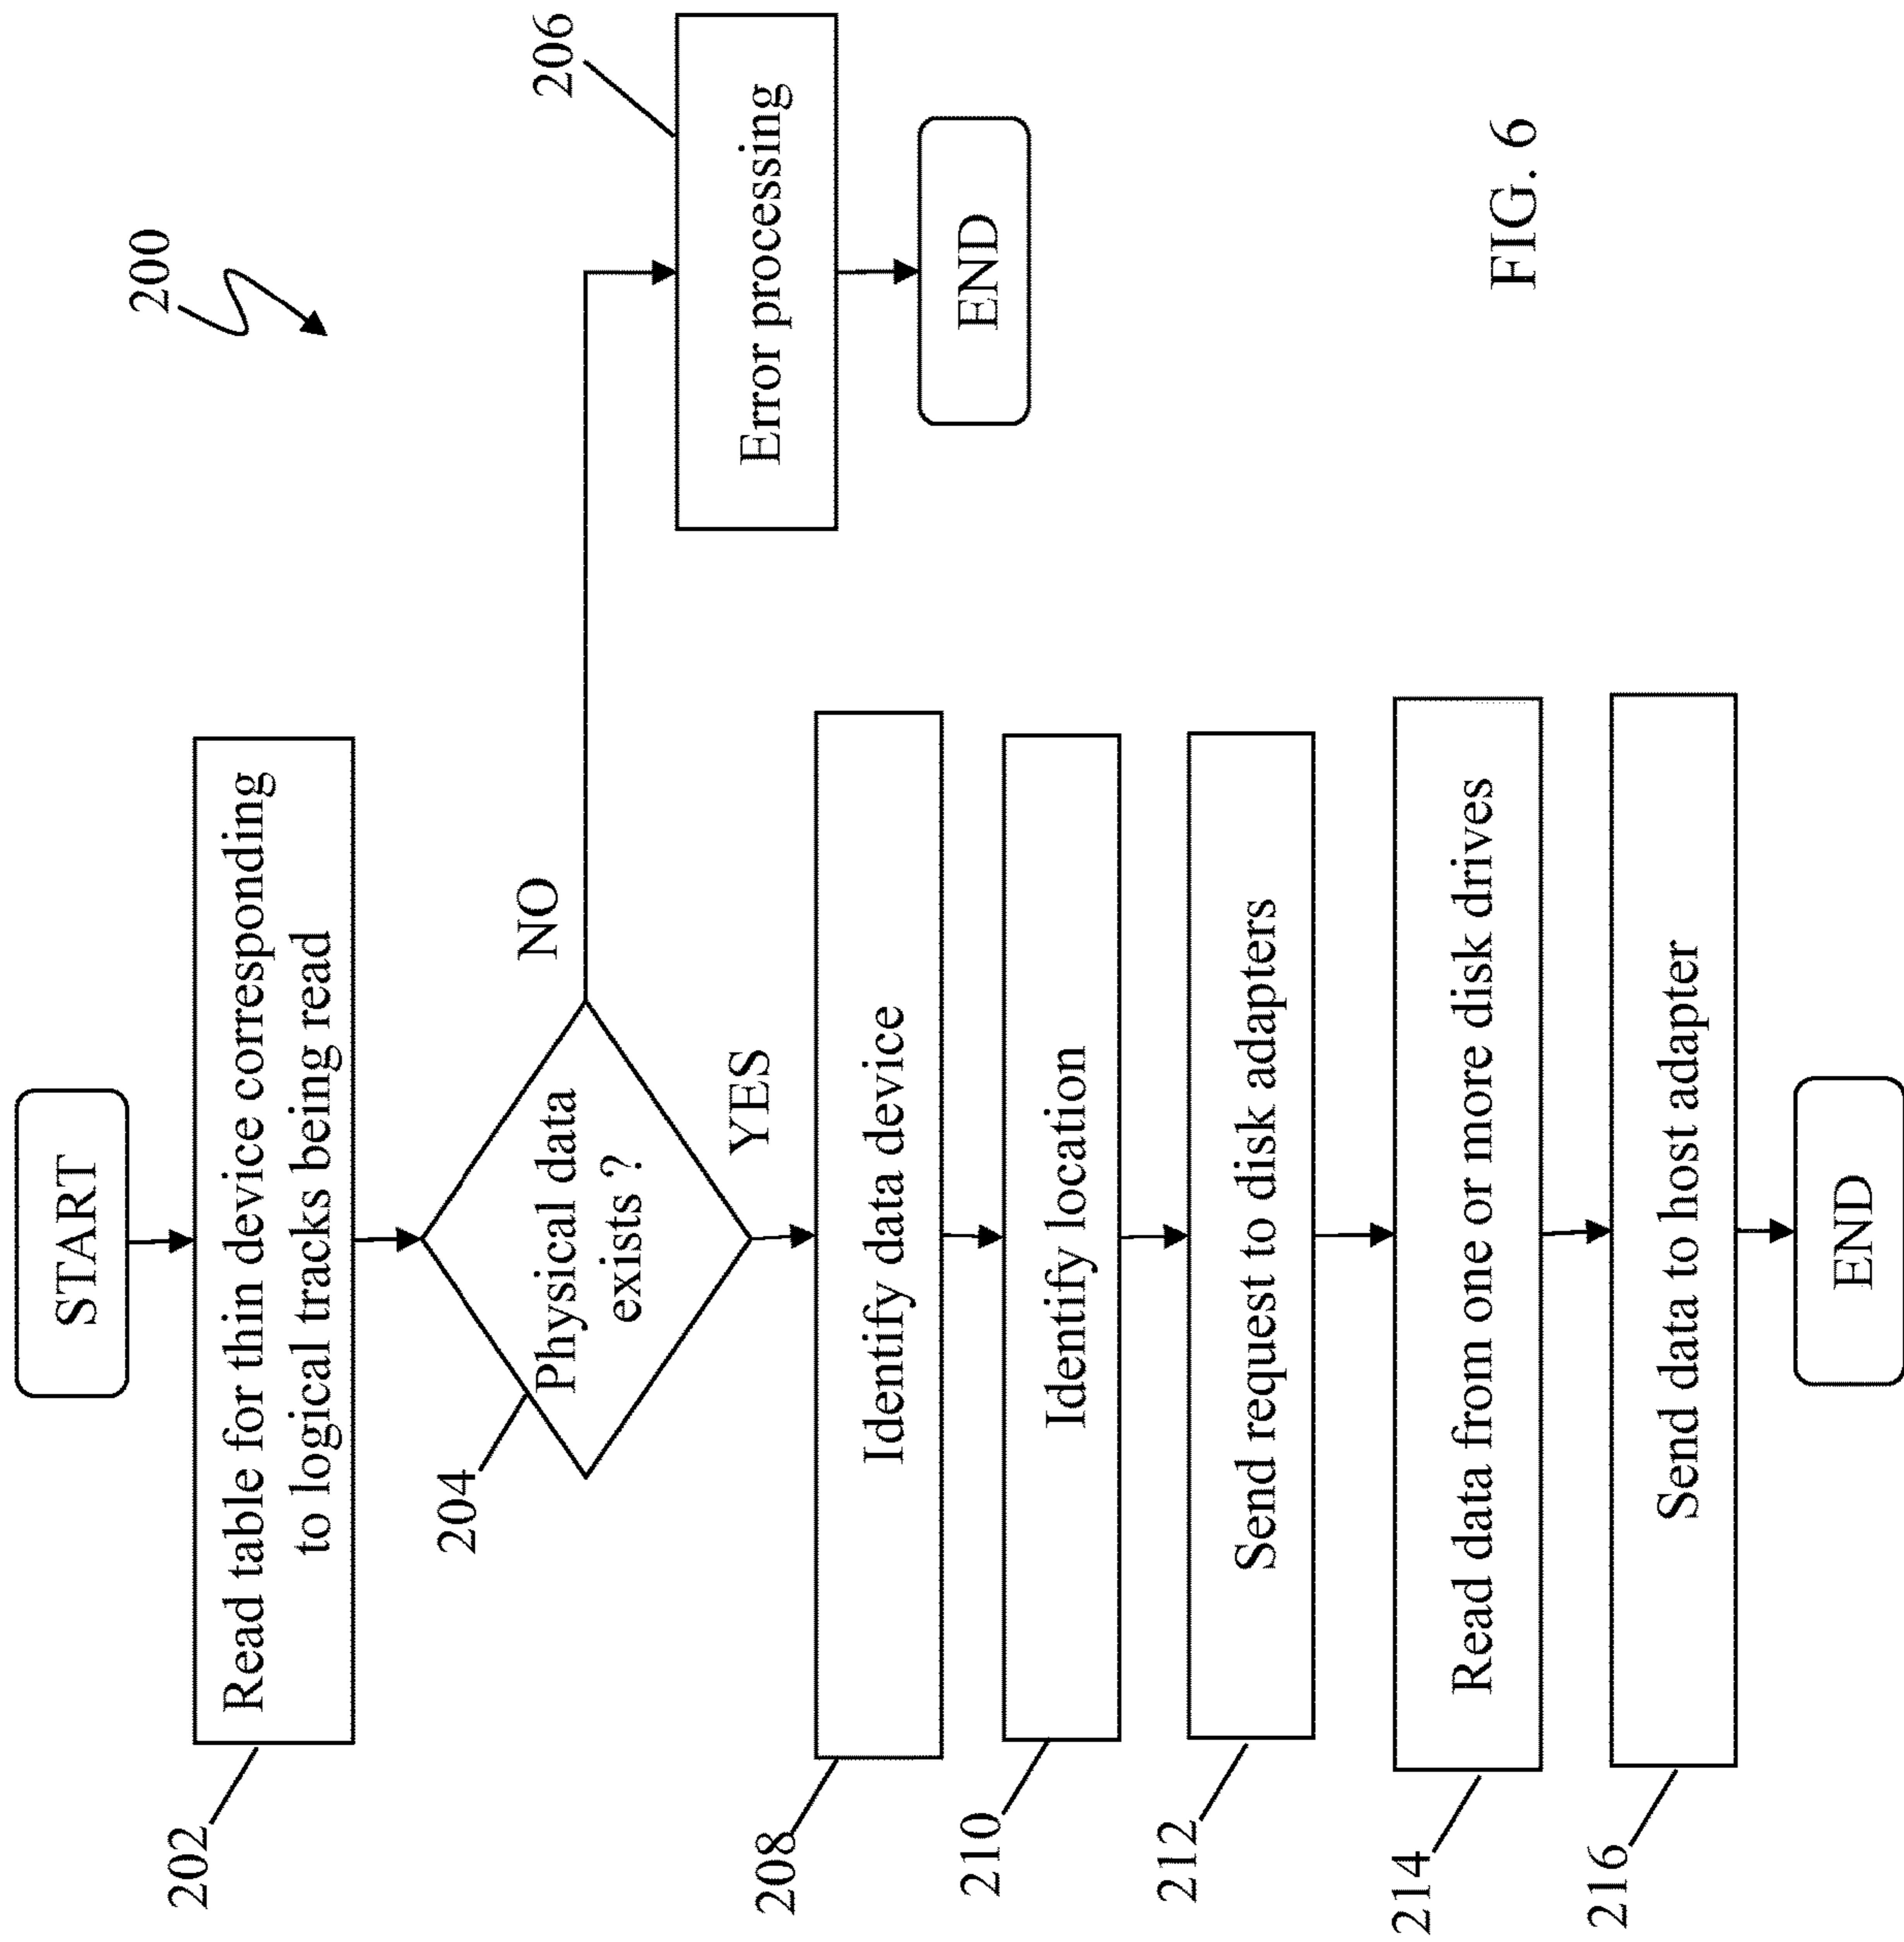 200
START
202
Read table for thin device corresponding
to logical tracks being read
204
Physical data
exists ?
NO
206
Error processing
END
YES
208
Identify data device
210
Identify location
212
Send request to disk adapters
214
Read data from one or more disk drives
216
Send data to host adapter
END
FIG. 6